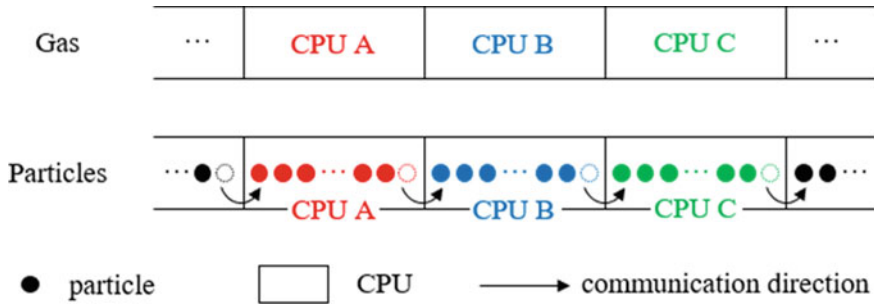 Gas ... CPU A CPU B CPU C ...
Particles ... ... ... ... ...
CPU A CPU B CPU C
particle CPU communication direction